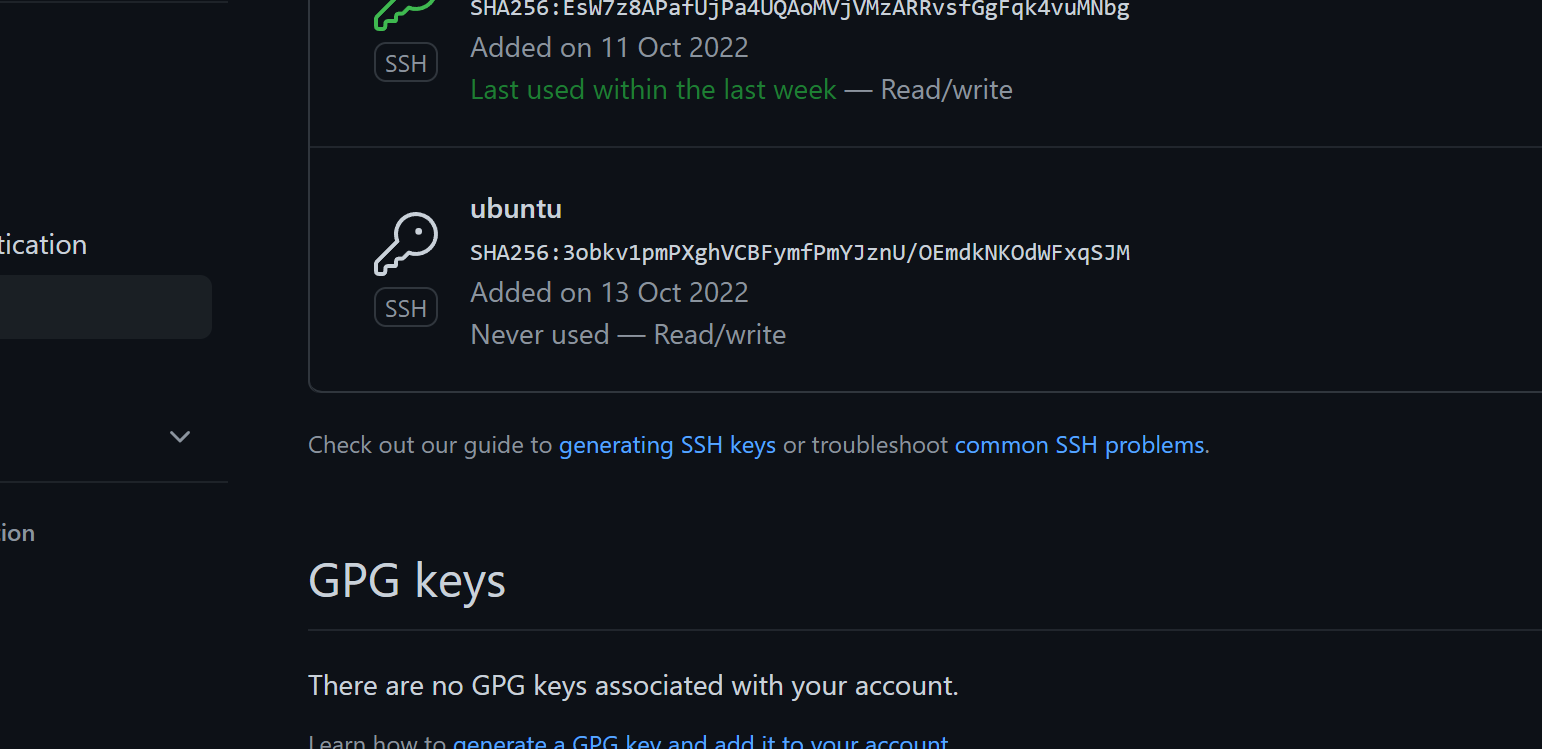 SHA256:EsW7z8APafUjPa4UQAoMVjVMzARRvsfGgFqk4vuMNbg
SSH
Added on 11 Oct 2022
Last used within the last week — Read/write
ubuntu
SHA256:3obkv1pmPXghVCBFymfPmYJznU/OEmdkNKOdWFxqSJM
SSH
Added on 13 Oct 2022
Never used — Read/write
tication
Check out our guide to generating SSH keys or troubleshoot common SSH problems.
tion
GPG keys
There are no GPG keys associated with your account.
Learn how to generate a GPG key and add it to your account